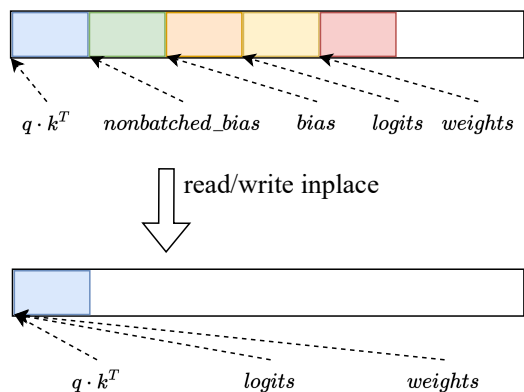 q · k^T nonbatched_bias bias logits weights
read/write inplace
q · k^T logits weights